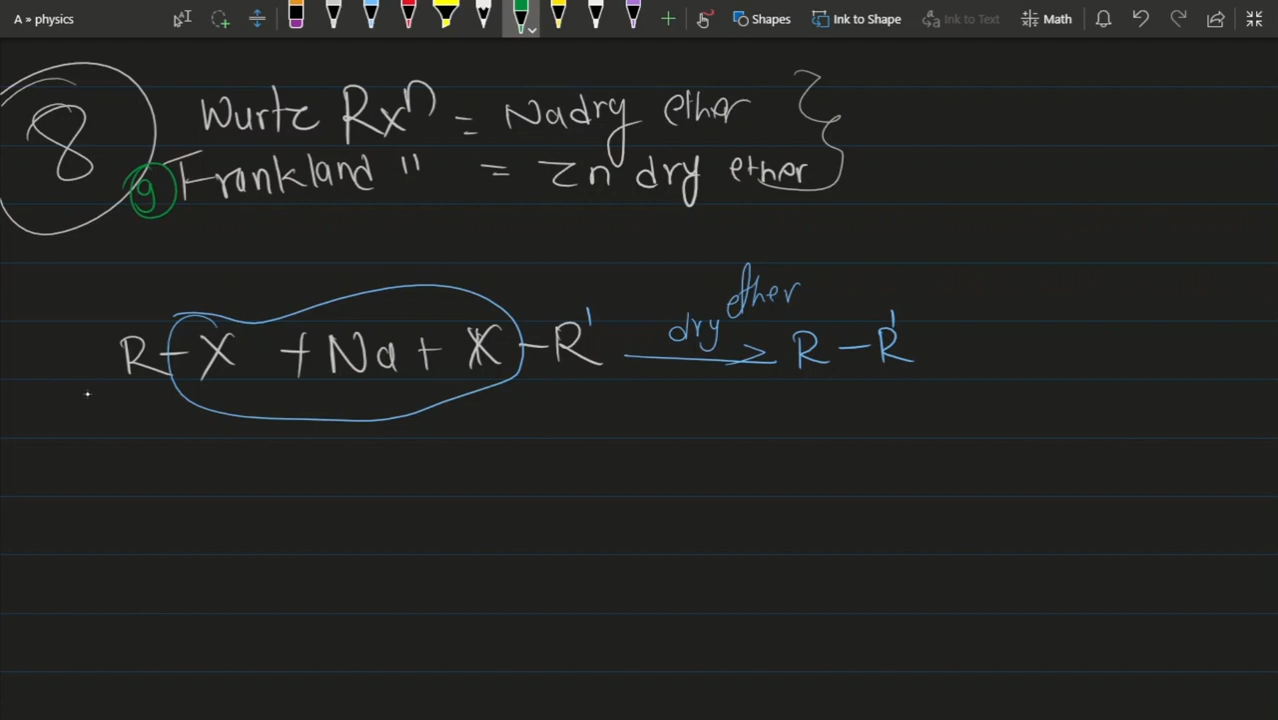 A » physics
Shapes Ink to Shape Ink to Text Math
8 Wurtz Rxn = Na dry ether
9 Frankland " = Zn dry ether
R-X + Na + X-R' dry ether → R-R'